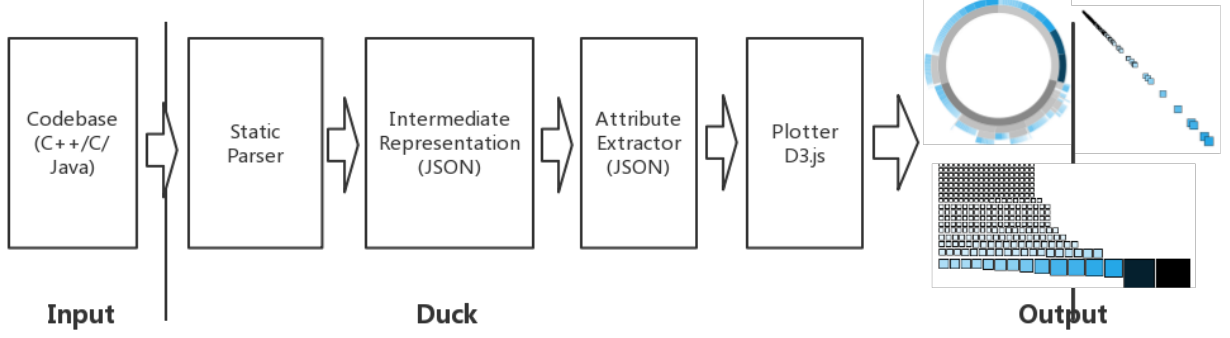 Codebase
(C++/C/
Java)
Static
Parser
Intermediate
Representation
(JSON)
Attribute
Extractor
(JSON)
Plotter
D3.js
Input
Duck
Output